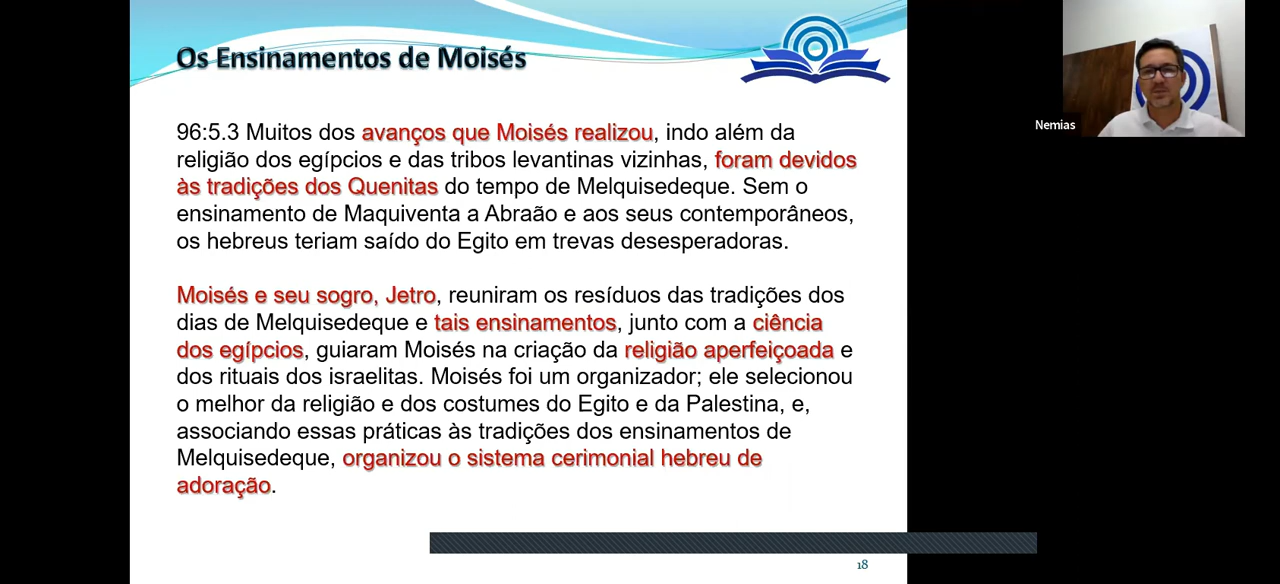 Os Ensinamentos de Moisés
Nemias
96:5.3 Muitos dos avanços que Moisés realizou, indo além da
religião dos egípcios e das tribos levantinas vizinhas, foram devidos
às tradições dos Quenitas do tempo de Melquisedeque. Sem o
ensinamento de Maquiventa a Abraão e aos seus contemporâneos,
os hebreus teriam saído do Egito em trevas desesperadoras.
Moisés e seu sogro, Jetro, reuniram os resíduos das tradições dos
dias de Melquisedeque e tais ensinamentos, junto com a ciência
dos egípcios, guiaram Moisés na criação da religião aperfeiçoada e
dos rituais dos israelitas. Moisés foi um organizador; ele selecionou
o melhor da religião e dos costumes do Egito e da Palestina, e,
associando essas práticas às tradições dos ensinamentos de
Melquisedeque, organizou o sistema cerimonial hebreu de
adoração.
18